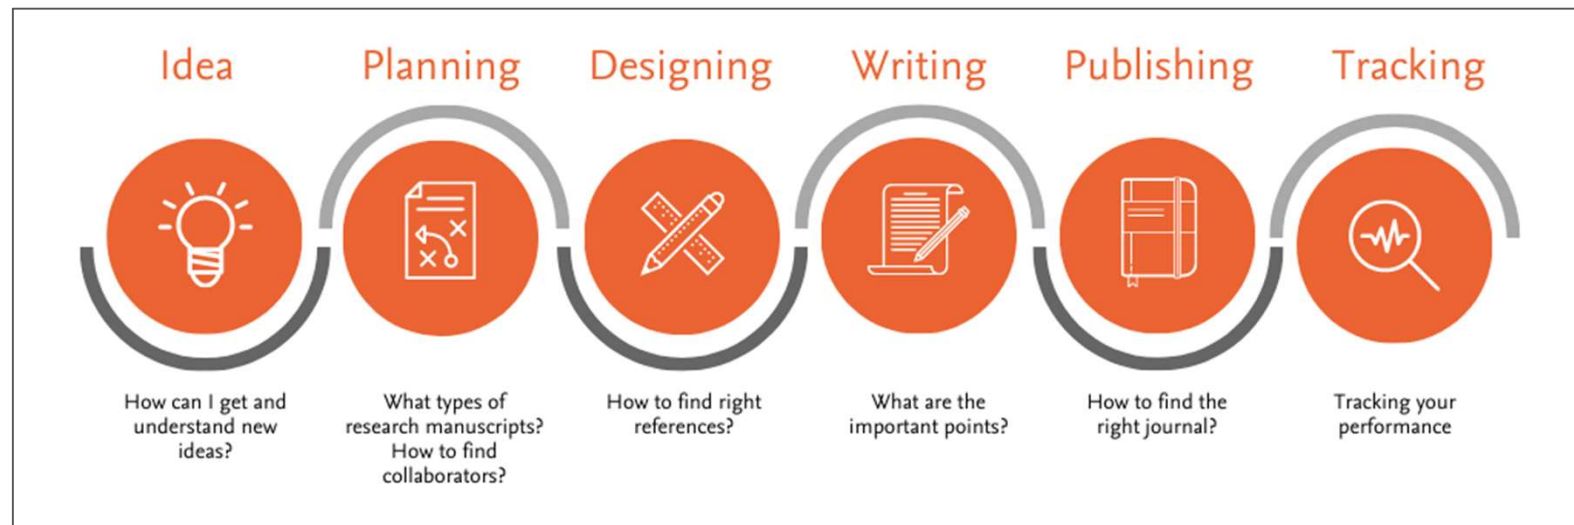 Idea
Planning
Designing
Writing
Publishing
Tracking
How can I get and
understand new
ideas?
What types of
research manuscripts?
How to find
collaborators?
How to find right
references?
What are the
important points?
How to find the
right journal?
Tracking your
performance